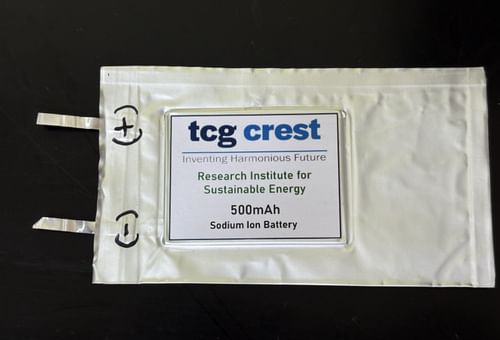 (+)
tcg crest
Inventing Harmonious Future
Research Institute for
Sustainable Energy
500mAh
Sodium Ion Battery
(-)